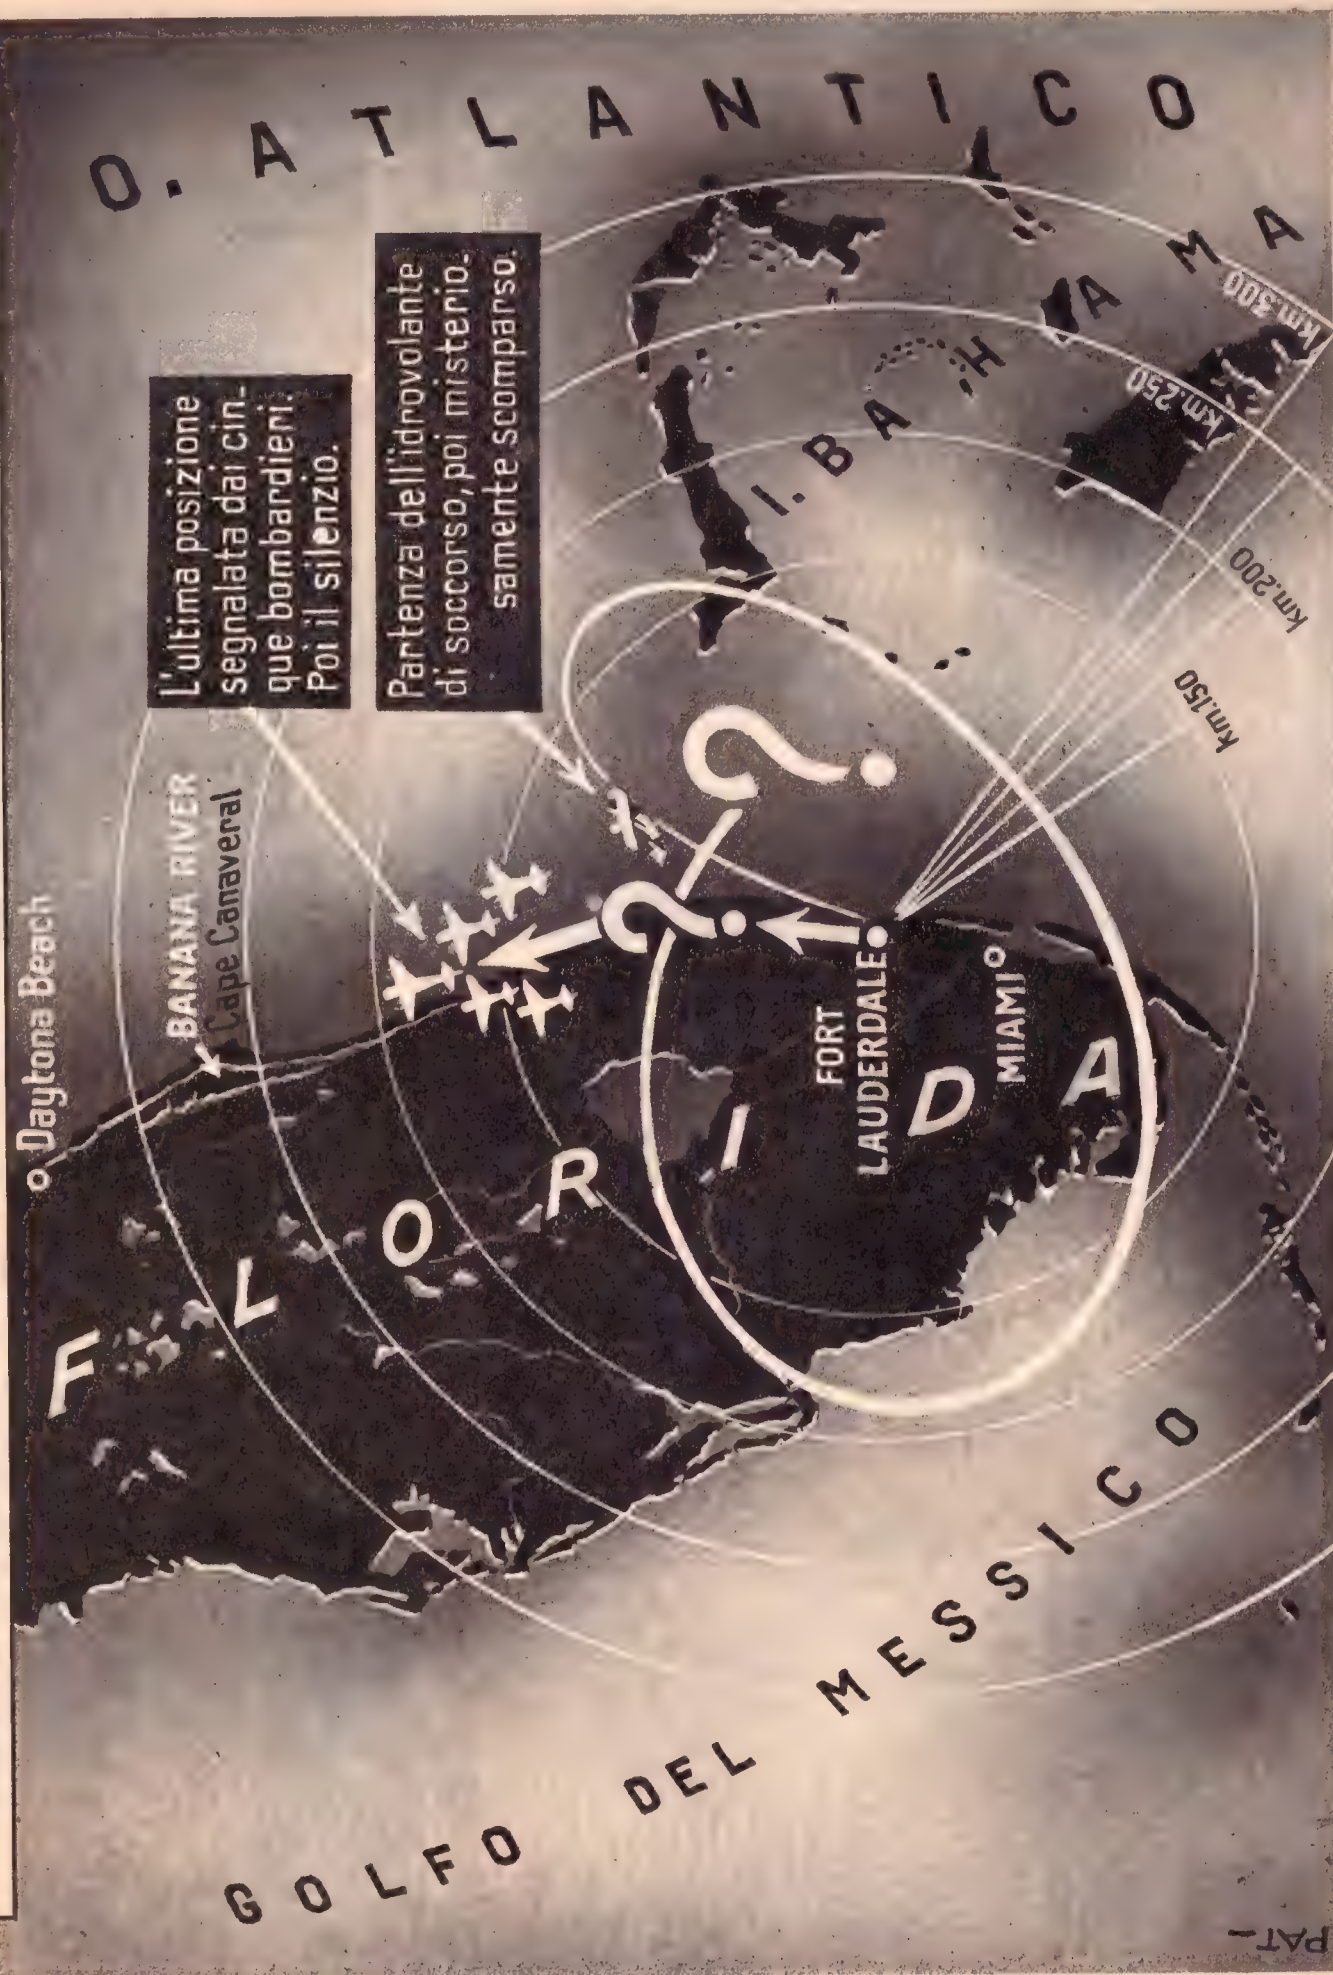 O. ATLANTICO
L'ultima posizione
segnalata dai cin-
que bombardieri.
Poi il silenzio.
Partenza dell'idrovolante
di soccorso, poi misterio-
samente scomparso.
Daytona Beach
BANANA RIVER
Cape Canaveral
?
?
I. BAHAMA
km.300
km.250
km.200
km.150
FORT
LAUDERDALE
MIAMI
FLORIDA
GOLFO DEL MESSICO
PAT-